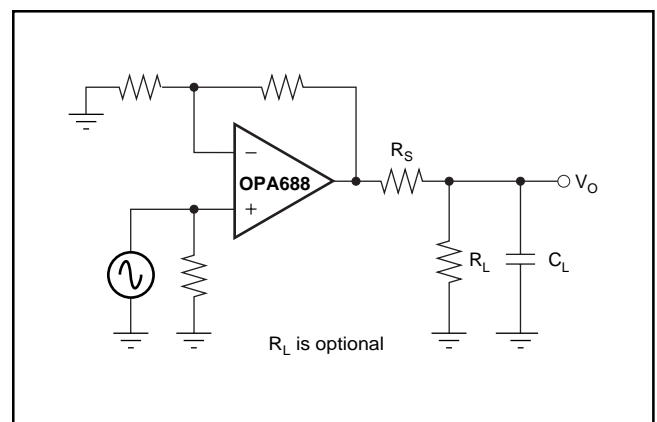 R_S
−
OPA688
+
V_O
R_L
C_L
R_L is optional